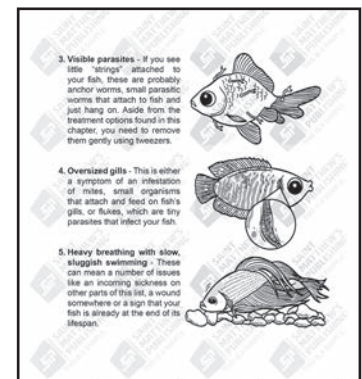 3. Visible parasites - If you see
little "strings" attached to
your fish, these are probably
anchor worms, small parasitic
worms that attach to fish and
just hang on. Aside from the
treatment options found in this
chapter, you need to remove
them gently using tweezers.
4. Oversized gills - This is either
a symptom of an infestation
of mites, small organisms
that attach and feed on fish's
gills, or flukes, which are tiny
parasites that infect your fish.
5. Heavy breathing with slow,
sluggish swimming - These
can mean a number of issues
like an incoming sickness on
other parts of this list, a wound
somewhere or a sign that your
fish is already at the end of its
lifespan.